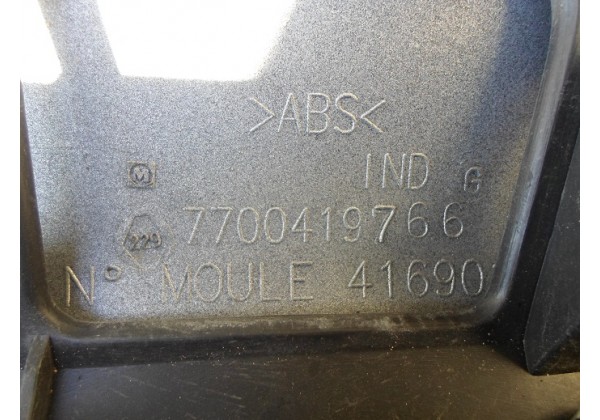 >ABS<
M IND G
229 7700419766
N° MOULE 41690